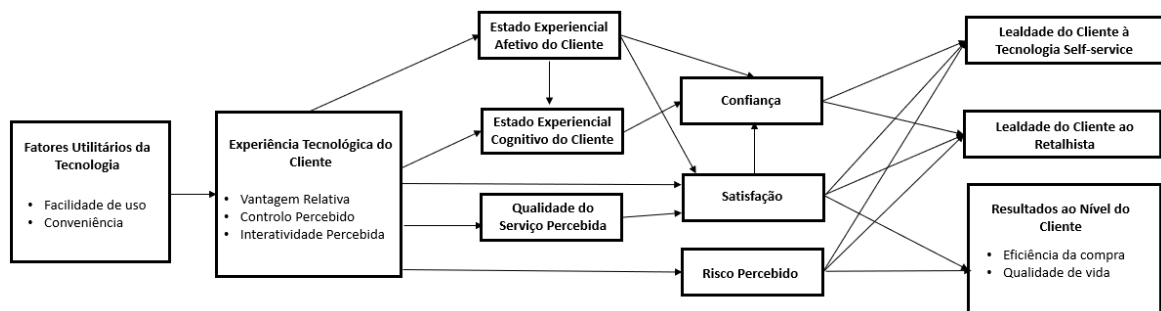 Fatores Utilitários da
Tecnologia
• Facilidade de uso
• Conveniência
Experiência Tecnológica do
Cliente
• Vantagem Relativa
• Controlo Percebido
• Interatividade Percebida
Estado Experiencial
Afetivo do Cliente
Estado Experiencial
Cognitivo do Cliente
Qualidade do
Serviço Percebida
Confiança
Satisfação
Risco Percebido
Lealdade do Cliente à
Tecnologia Self-service
Lealdade do Cliente ao
Retalhista
Resultados ao Nível do
Cliente
• Eficiência da compra
• Qualidade de vida